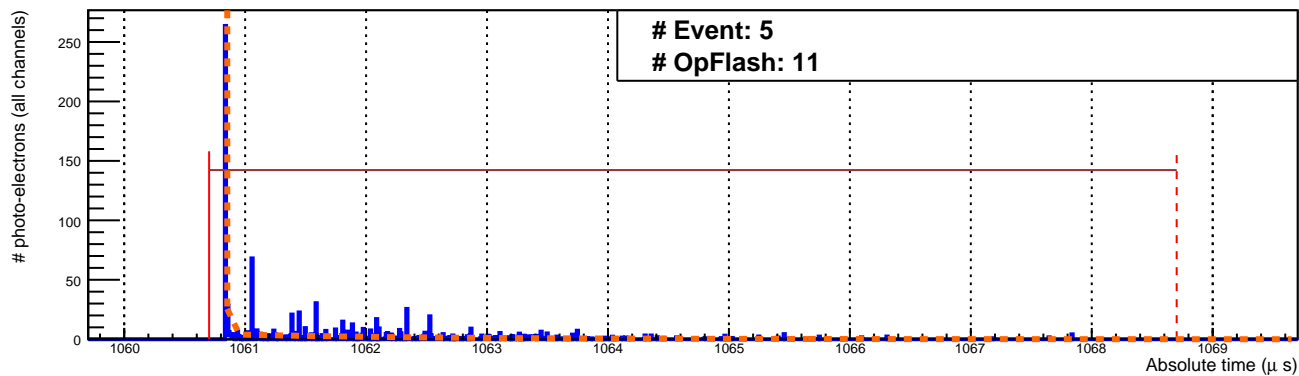 # Event: 5
# OpFlash: 11
# photo-electrons (all channels)
250
200
150
100
50
0
1060 1061 1062 1063 1064 1065 1066 1067 1068 1069
Absolute time (μ s)